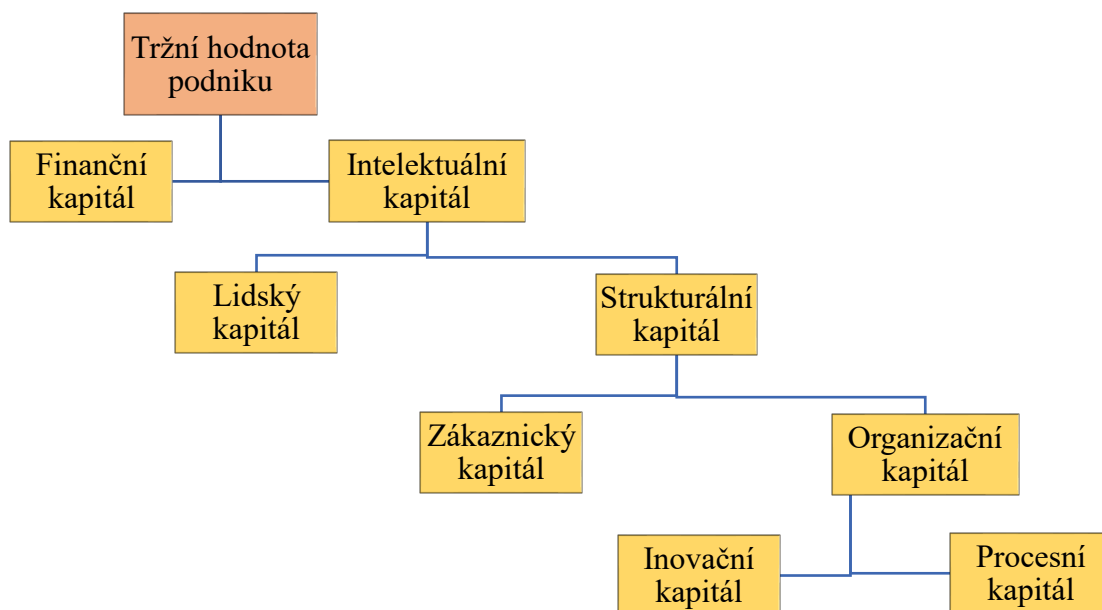 Tržní hodnota
podniku
Finanční
kapitál
Intelektuální
kapitál
Lidský
kapitál
Strukturální
kapitál
Zákaznický
kapitál
Organizační
kapitál
Inovační
kapitál
Procesní
kapitál